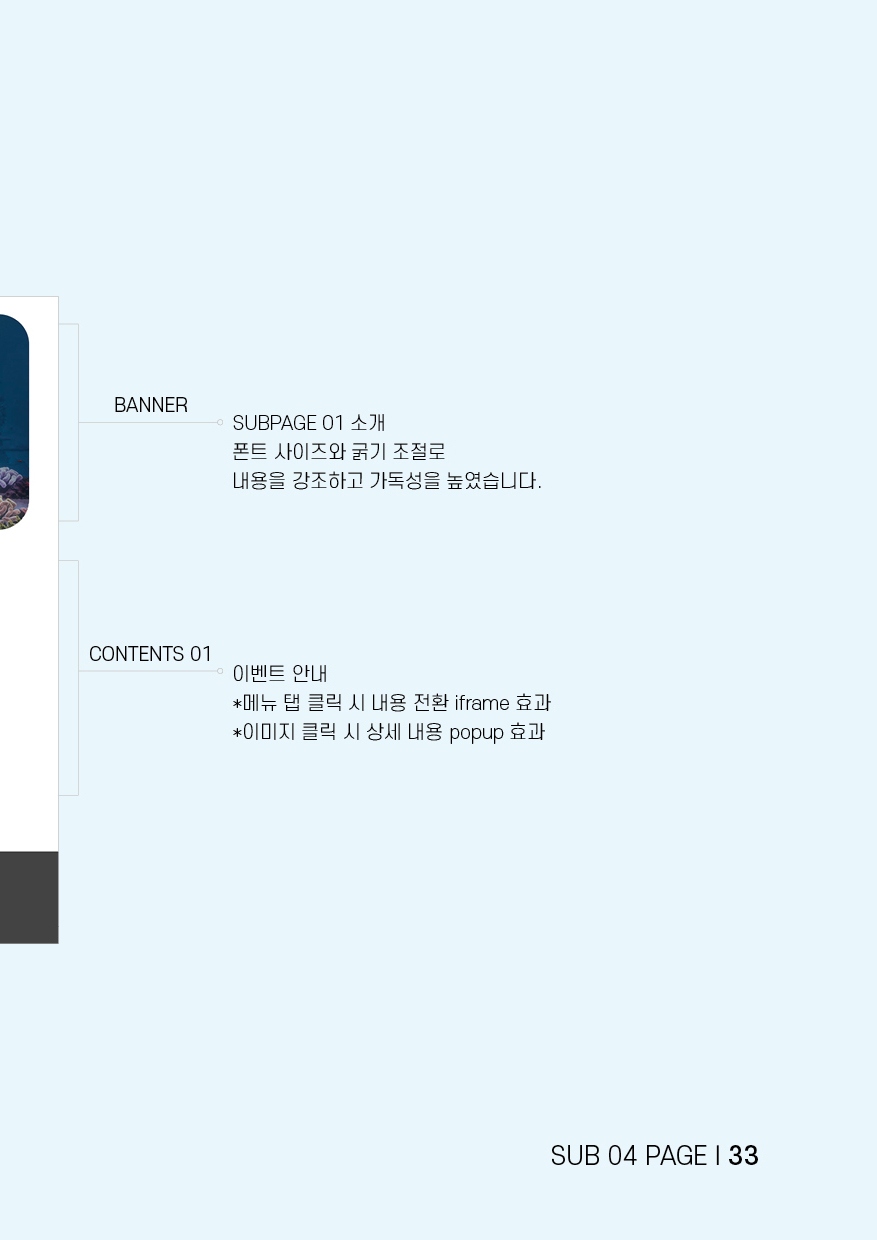 BANNER
SUBPAGE 01 소개
폰트 사이즈와 굵기 조절로
내용을 강조하고 가독성을 높였습니다.
CONTENTS 01
이벤트 안내
*메뉴 탭 클릭 시 내용 전환 iframe 효과
*이미지 클릭 시 상세 내용 popup 효과
SUB 04 PAGE | 33